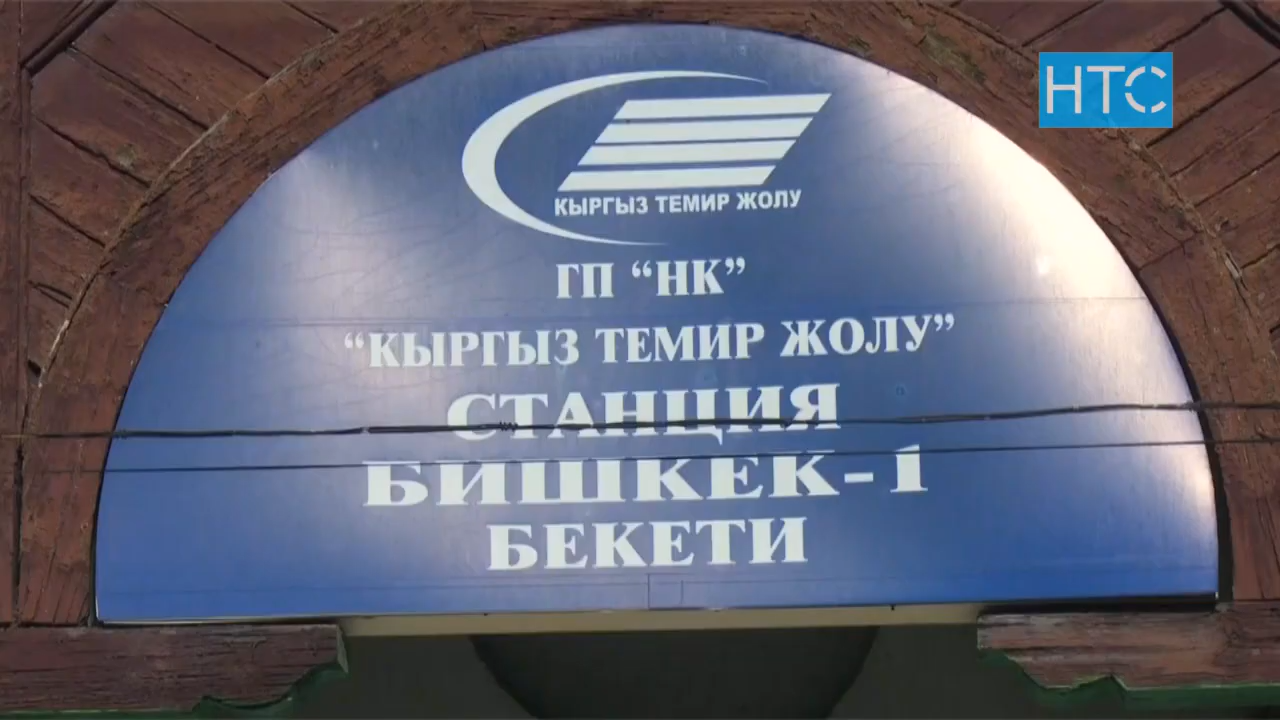 НТС
КЫРГЫЗ ТЕМИР ЖОЛУ
ГП “НК”
“КЫРГЫЗ ТЕМИР ЖОЛУ”
СТАНЦИЯ
БИШКЕК-1
БЕКЕТИ